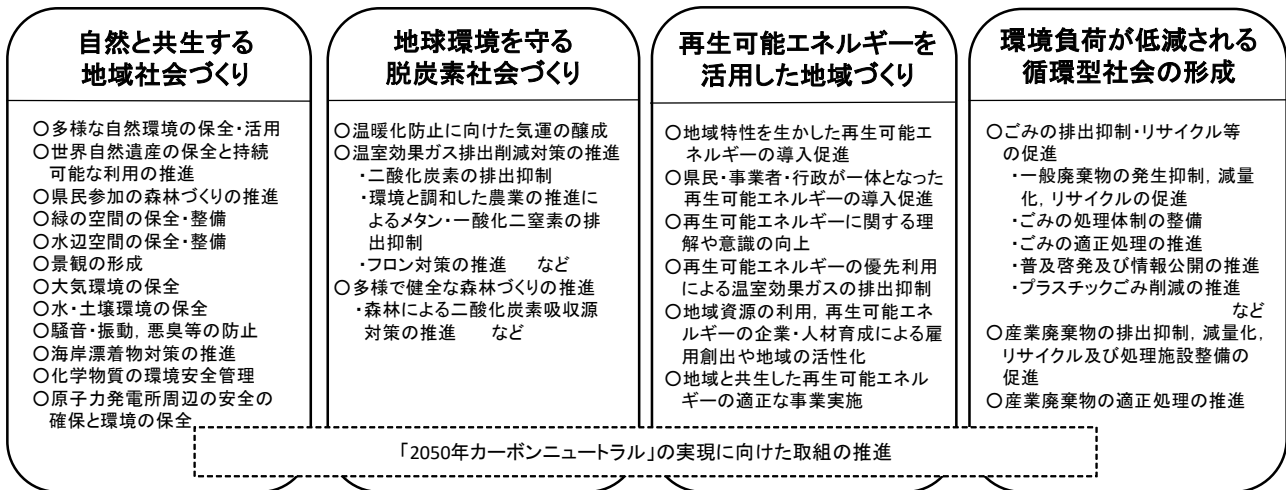 自然と共生する
地域社会づくり
〇多様な自然環境の保全・活用
〇世界自然遺産の保全と持続
可能な利用の推進
〇県民参加の森林づくりの推進
〇緑の空間の保全・整備
〇水辺空間の保全・整備
〇景観の形成
〇大気環境の保全
〇水・土壌環境の保全
〇騒音・振動，悪臭等の防止
〇海岸漂着物対策の推進
〇化学物質の環境安全管理
〇原子力発電所周辺の安全の
確保と環境の保全
地球環境を守る
脱炭素社会づくり
〇温暖化防止に向けた気運の醸成
〇温室効果ガス排出削減対策の推進
・二酸化炭素の排出抑制
・環境と調和した農業の推進に
よるメタン・一酸化二窒素の排
出抑制
・フロン対策の推進　など
〇多様で健全な森林づくりの推進
・森林による二酸化炭素吸収源
対策の推進　など
再生可能エネルギーを
活用した地域づくり
〇地域特性を生かした再生可能エ
ネルギーの導入促進
〇県民・事業者・行政が一体となった
再生可能エネルギーの導入促進
〇再生可能エネルギーに関する理
解や意識の向上
〇再生可能エネルギーの優先利用
による温室効果ガスの排出抑制
〇地域資源の利用，再生可能エネ
ルギーの企業・人材育成による雇
用創出や地域の活性化
〇地域と共生した再生可能エネル
ギーの適正な事業実施
環境負荷が低減される
循環型社会の形成
〇ごみの排出抑制・リサイクル等
の促進
・一般廃棄物の発生抑制，減量
化，リサイクルの促進
・ごみの処理体制の整備
・ごみの適正処理の推進
・普及啓発及び情報公開の推進
・プラスチックごみ削減の推進
など
〇産業廃棄物の排出抑制，減量化，
リサイクル及び処理施設整備の
促進
〇産業廃棄物の適正処理の推進
「2050年カーボンニュートラル」の実現に向けた取組の推進